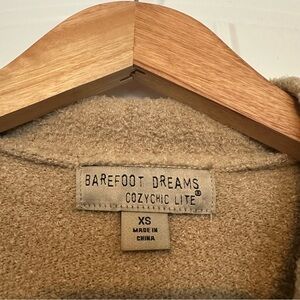 BAREFOOT DREAMS
COZYCHIC LITE®
XS
MADE IN
CHINA